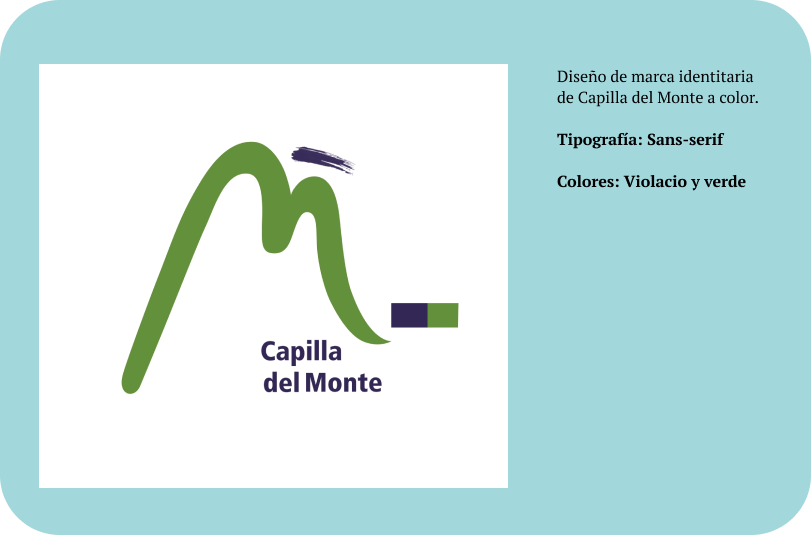 Diseño de marca identitaria
de Capilla del Monte a color.
Tipografía: Sans-serif
Colores: Violacio y verde
Capilla
del Monte